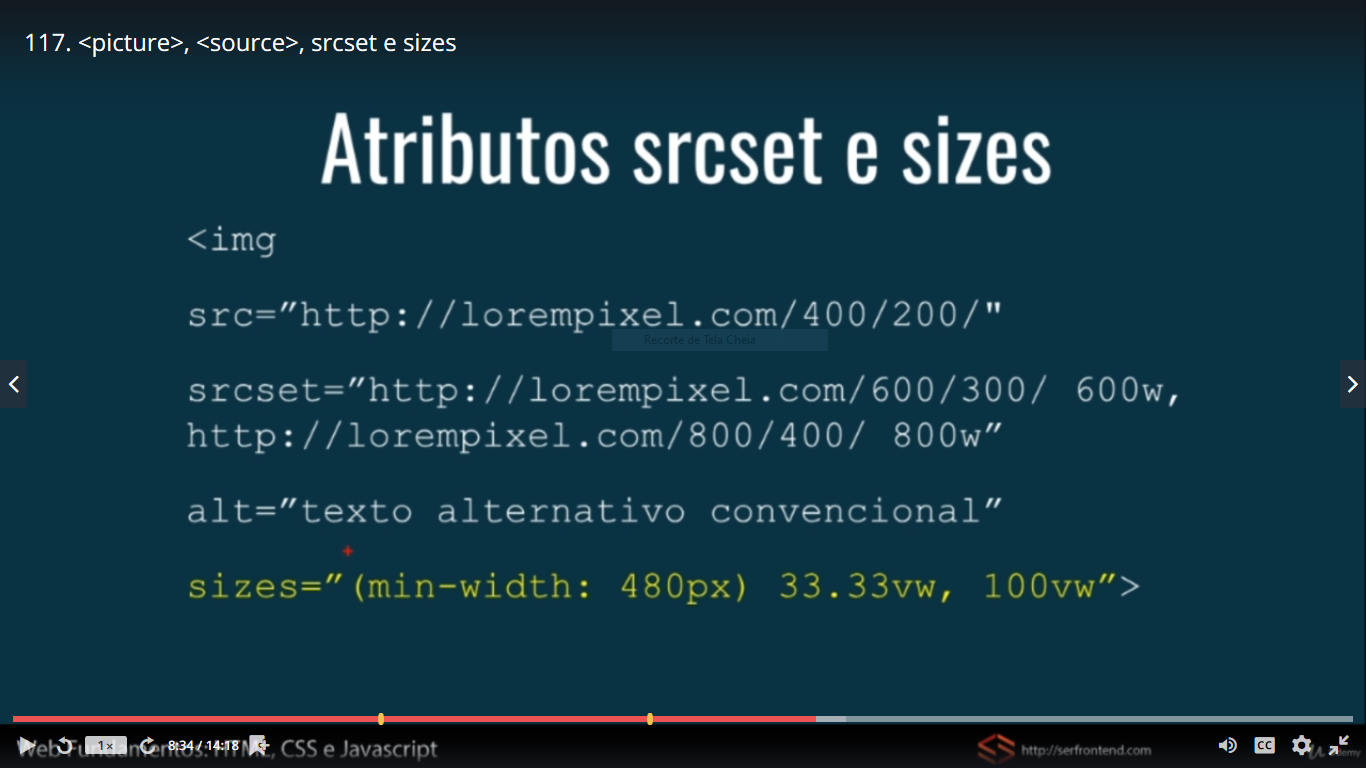 117. <picture>, <source>, srcset e sizes
Atributos srcset e sizes
<img
src=”http://lorempixel.com/400/200/"
Recorte de Tela Cheia
srcset=”http://lorempixel.com/600/300/ 600w,
http://lorempixel.com/800/400/ 800w”
alt=”texto alternativo convencional”
sizes=”(min-width: 480px) 33.33vw, 100vw”>
1×
8:34 / 14:18
Web Fundamentos: HTML, CSS e Javascript
http://serfrontend.com
CC